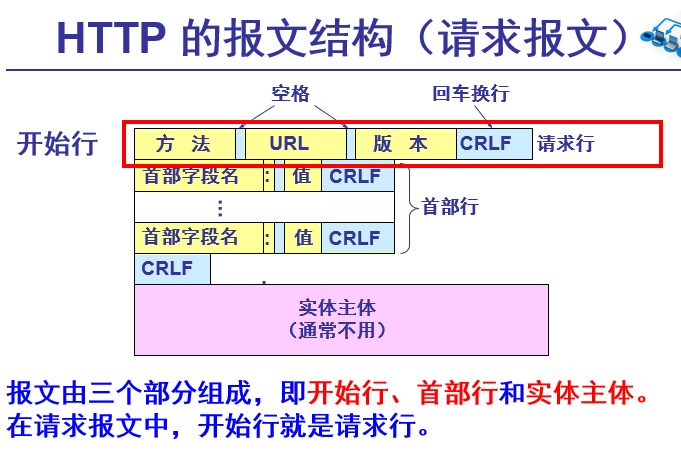 HTTP 的报文结构（请求报文）
空格
回车换行
开始行
方 法 URL 版 本 CRLF 请求行
首部字段名 : 值 CRLF
⋮
首部行
首部字段名 : 值 CRLF
CRLF
实体主体
（通常不用）
报文由三个部分组成，即开始行、首部行和实体主体。
在请求报文中，开始行就是请求行。